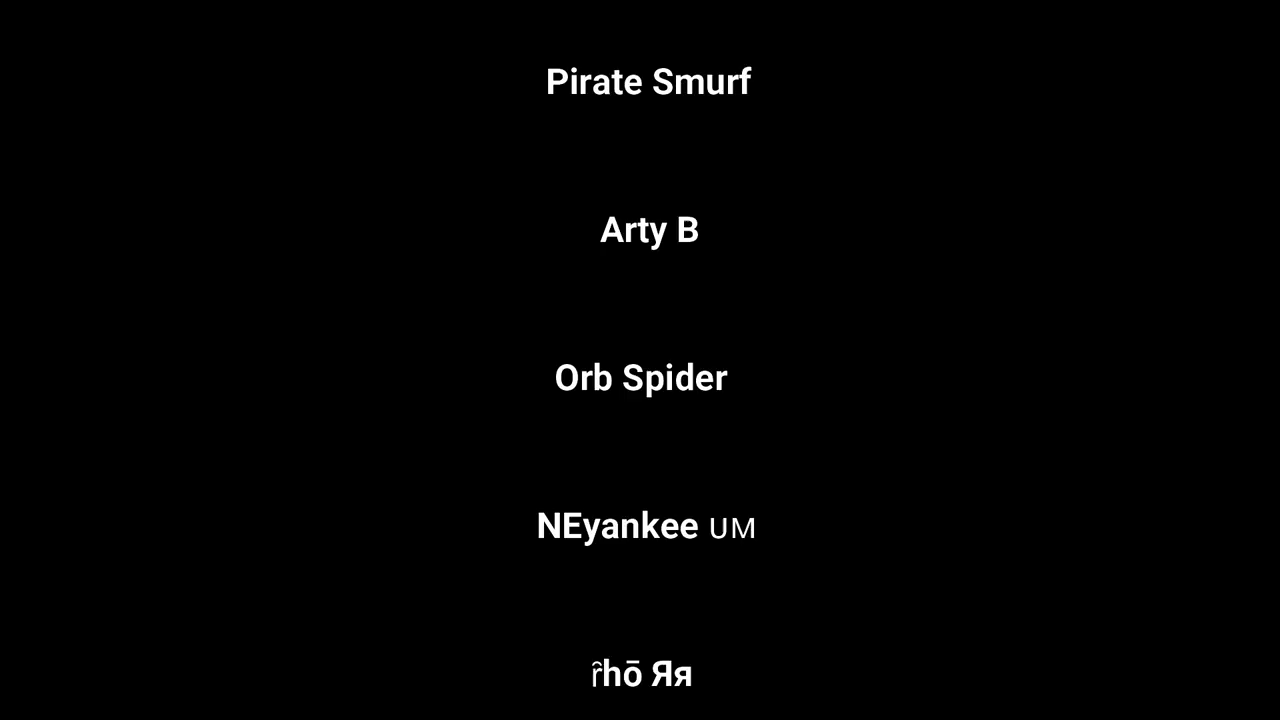 Pirate Smurf
Arty B
Orb Spider
NEyankee ᴜᴍ
ȓhō Яя